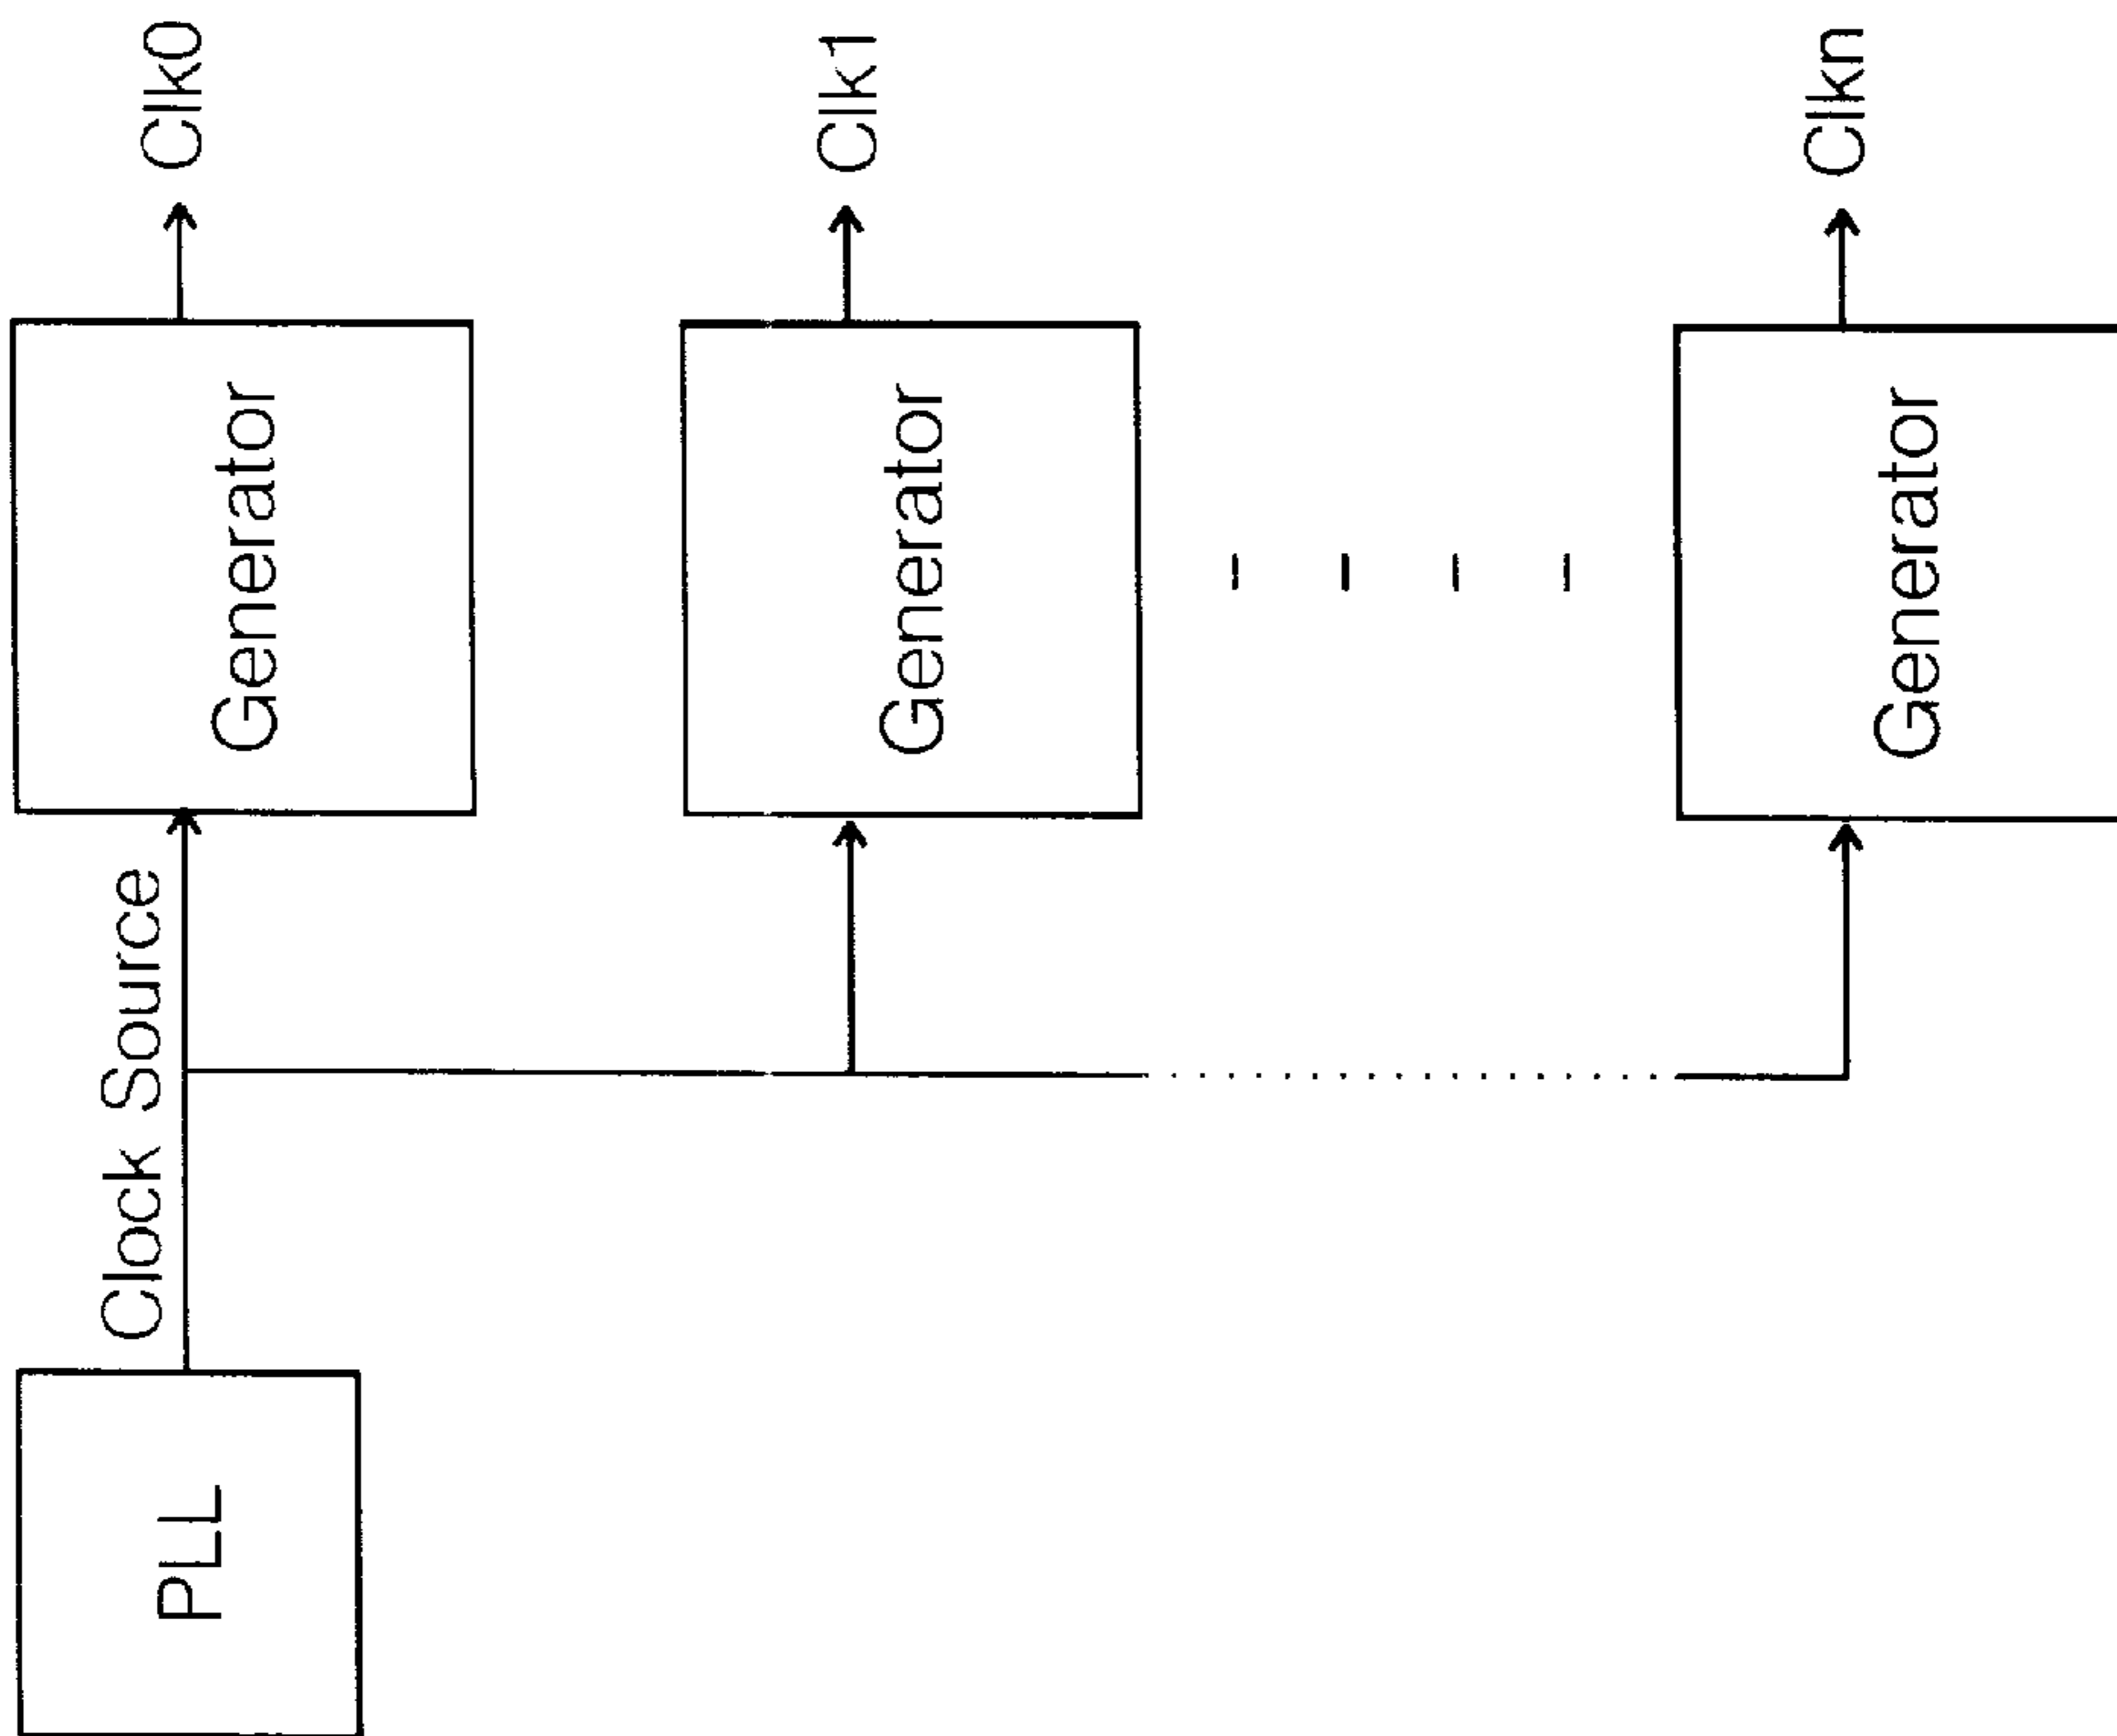 PLL
Clock Source
Generator
Clk0
Generator
Clk1
Generator
Clkn